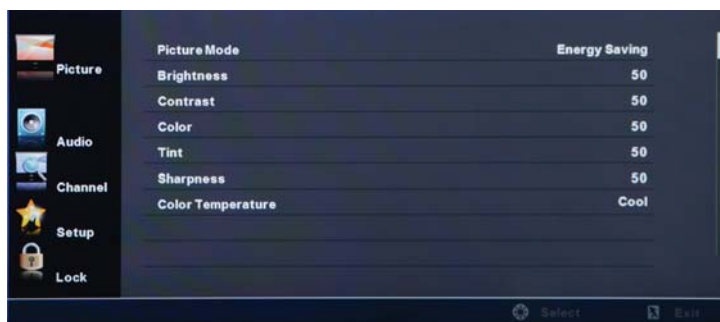 Picture
Audio
Channel
Setup
Lock
Picture Mode Energy Saving
Brightness 50
Contrast 50
Color 50
Tint 50
Sharpness 50
Color Temperature Cool
Select Exit